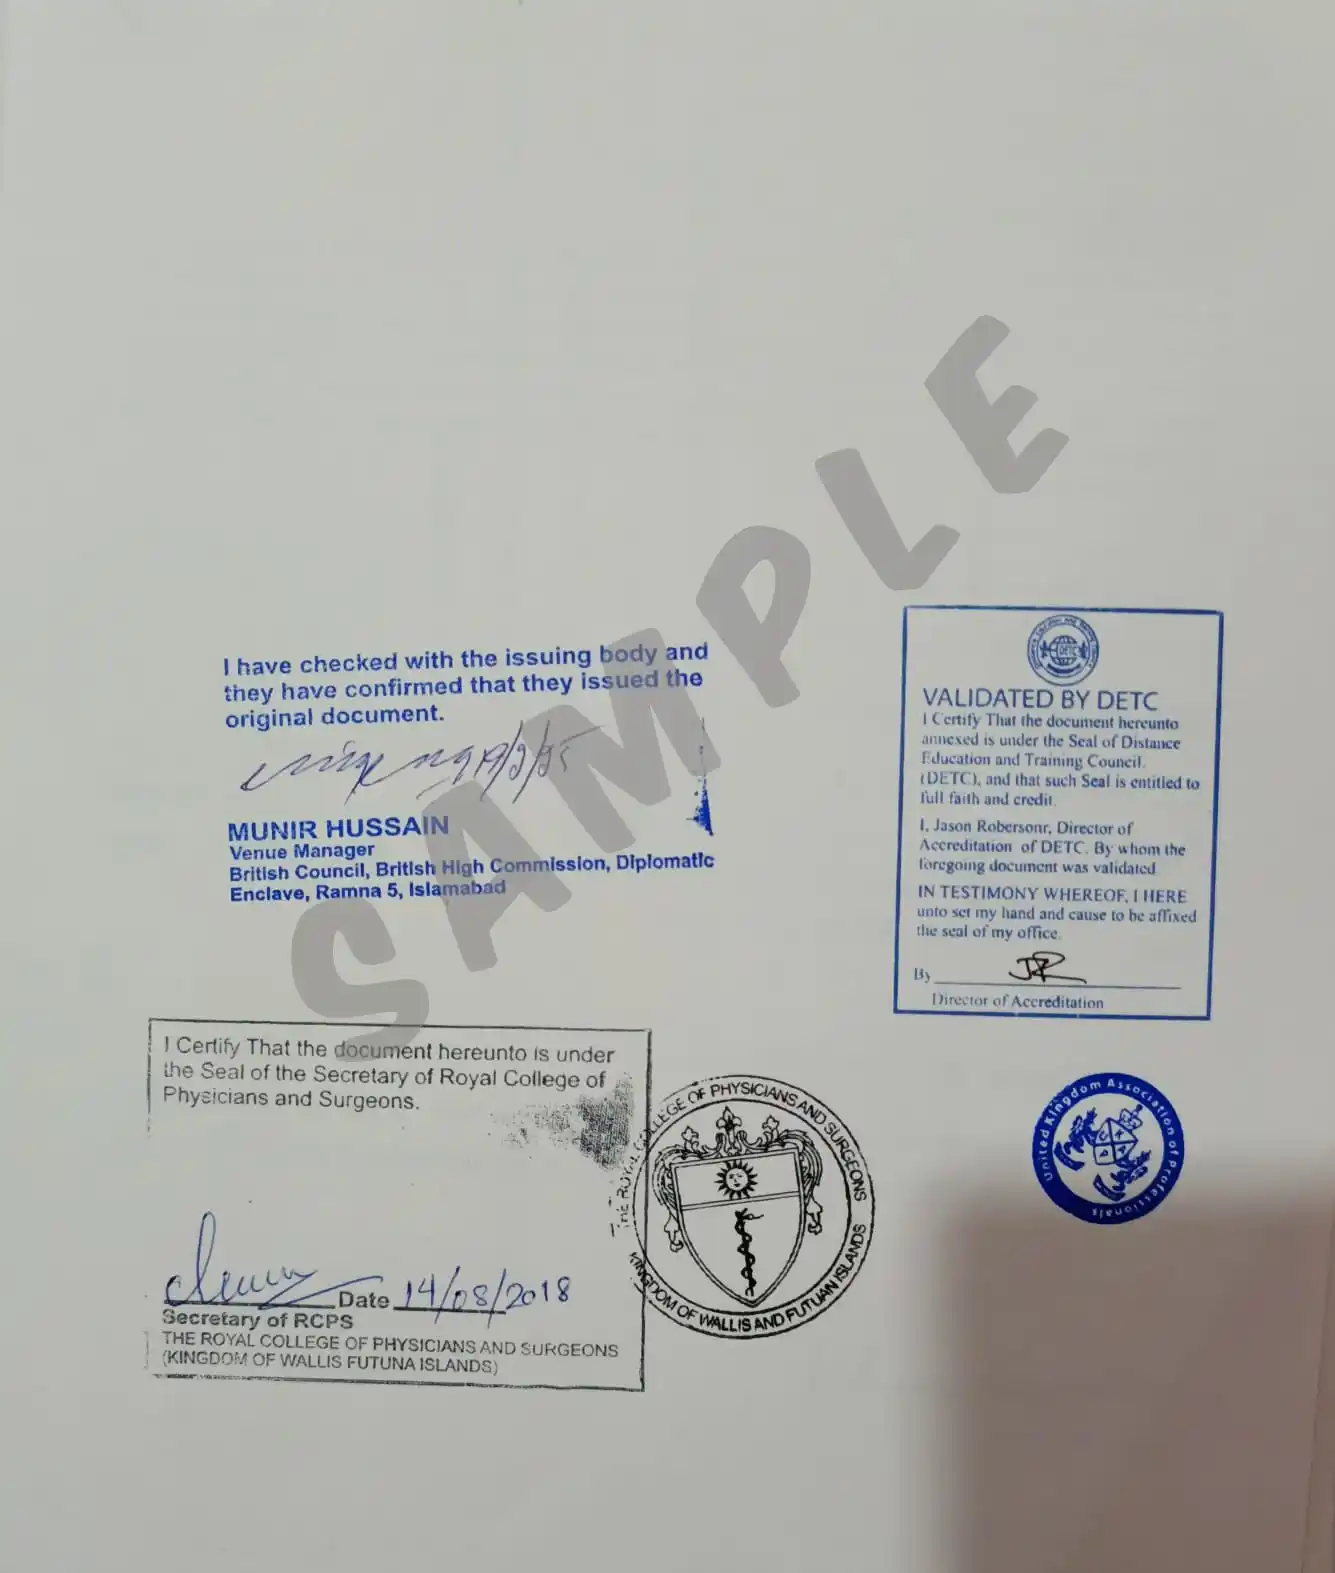 SAMPLE
I have checked with the issuing body and
they have confirmed that they issued the
original document.
MUNIR HUSSAIN
Venue Manager
British Council, British High Commission, Diplomatic
Enclave, Ramna 5, Islamabad
DETC
VALIDATED BY DETC
I Certify That the document hereunto
annexed is under the Seal of Distance
Education and Training Council.
(DETC), and that such Seal is entitled to
full faith and credit.
I, Jason Robersonr, Director of
Accreditation of DETC. By whom the
foregoing document was validated.
IN TESTIMONY WHEREOF, I HERE
unto set my hand and cause to be affixed
the seal of my office.
By
Director of Accreditation
I Certify That the document hereunto is under
the Seal of the Secretary of Royal College of
Physicians and Surgeons.
Date 14/08/2018
Secretary of RCPS
THE ROYAL COLLEGE OF PHYSICIANS AND SURGEONS
(KINGDOM OF WALLIS FUTUNA ISLANDS)
THE ROYAL COLLEGE OF PHYSICIANS AND SURGEONS
KINGDOM OF WALLIS AND FUTUAN ISLANDS
United Kingdom Association of Professionals